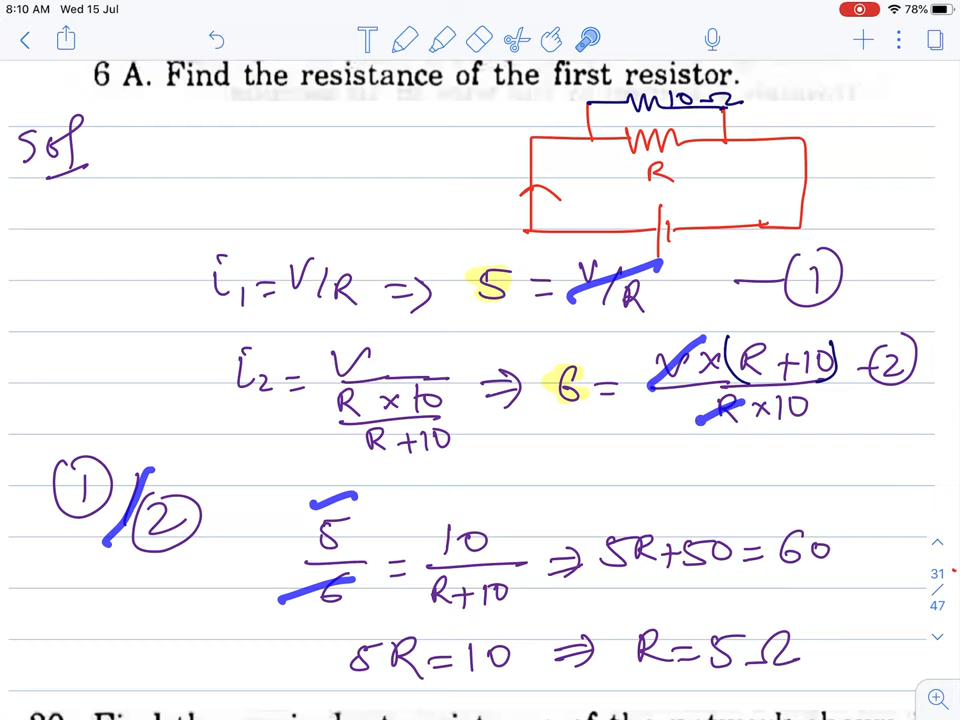 8:10 AM Wed 15 Jul
78%
6 A. Find the resistance of the first resistor.
Sol
10Ω
R
i₁ = V/R => 5 = V/R — ①
i₂ = V / (R × 10 / R + 10) => 6 = V × (R + 10) / R × 10 — ②
① / ②
5 / 6 = 10 / R + 10 => 5R + 50 = 60
5R = 10 => R = 5 Ω
31 / 47